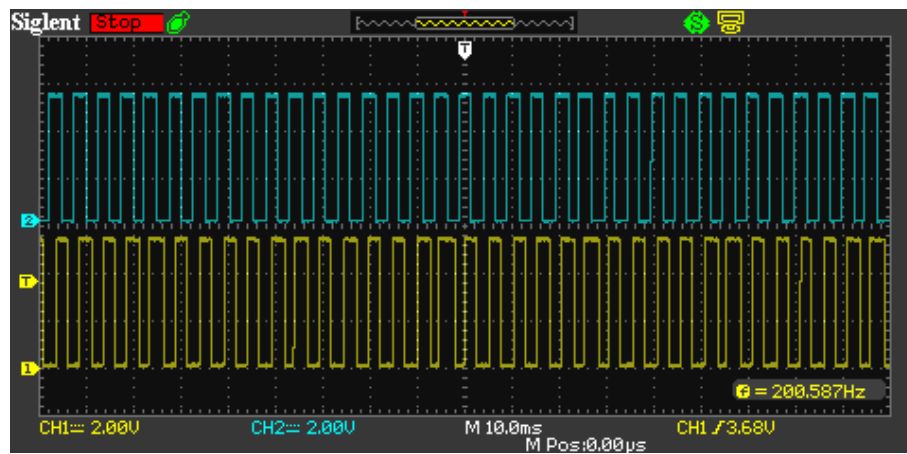 Siglent Stop
T
2
T
1
f = 200.587Hz
CH1 2.00V CH2 2.00V M 10.0ms CH1 3.68V
M Pos:0.00µs